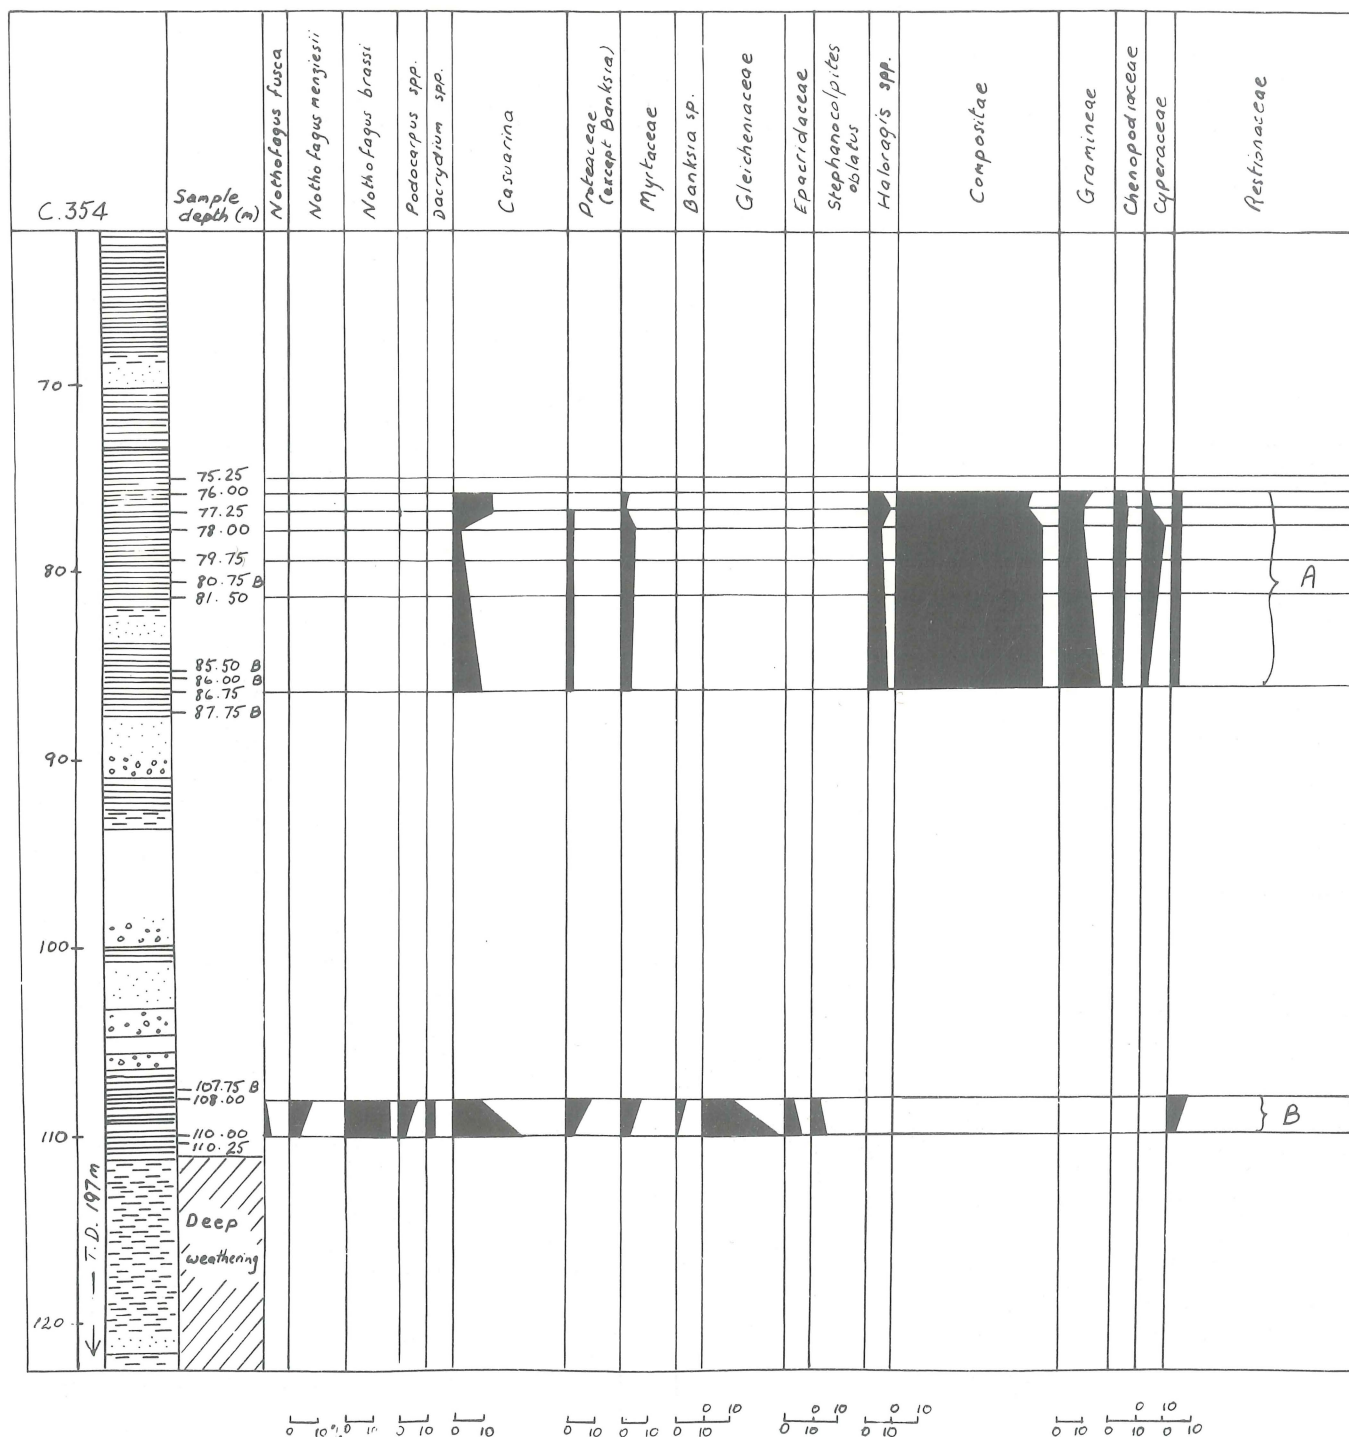 C.354
Sample
depth (m)
Nothofagus fusca
Nothofagus menziesii
Nothofagus brassi
Podocarpus spp.
Dacrydium spp.
Casuarina
Proteaceae
(except Banksia)
Myrtaceae
Banksia sp.
Gleicheniaceae
Epacridaceae
Stephanocolpites
oblatus
Haloragis spp.
Compositae
Gramineae
Chenopodiaceae
Cyperaceae
Restionaceae
70
75.25
76.00
77.25
78.00
79.75
80
80.75 B
81.50
A
85.50 B
86.00 B
86.75
87.75 B
90
100
107.75 B
108.00
B
110
110.00
110.25
T.D. 197m
Deep
weathering
120
0 10 0 10 0 10 0 10
0 10% 0 10 0 10 0 10 0 10 0 10 0 10 0 10 0 10 0 10 0 10